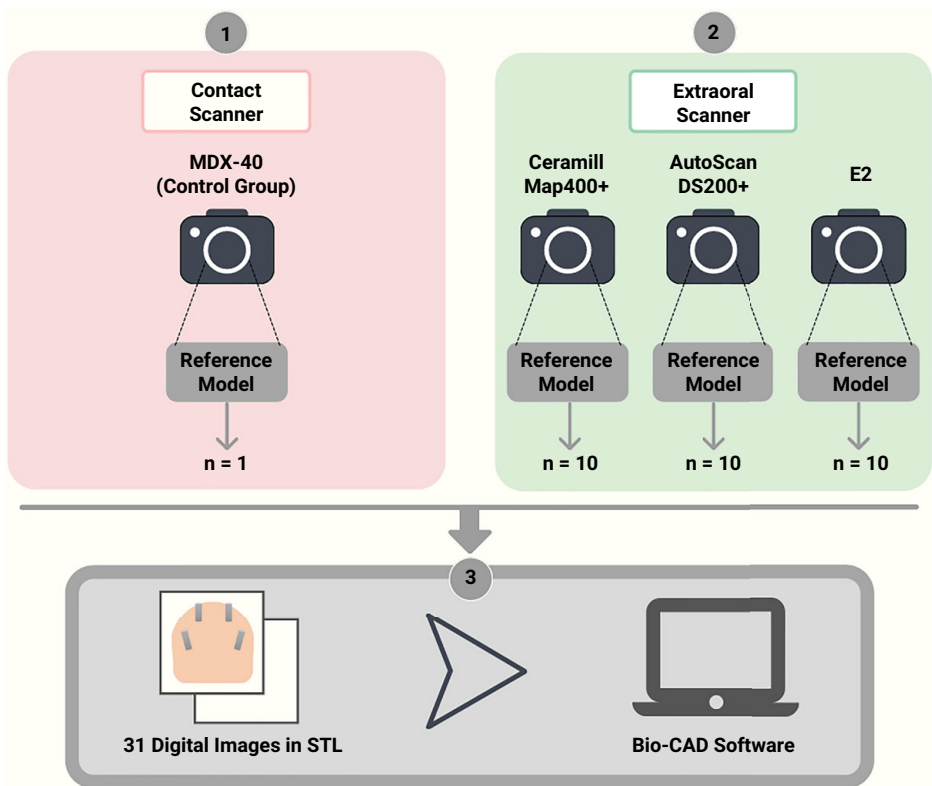 1
Contact
Scanner
MDX-40
(Control Group)
Reference
Model
n = 1
2
Extraoral
Scanner
Ceramill
Map400+
AutoScan
DS200+
E2
Reference
Model
Reference
Model
Reference
Model
n = 10
n = 10
n = 10
3
31 Digital Images in STL
Bio-CAD Software